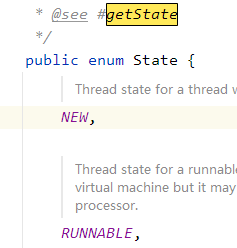 * @see #getState
*/
public enum State {
Thread state for a thread w
NEW,
Thread state for a runnable
virtual machine but it may
processor.
RUNNABLE,